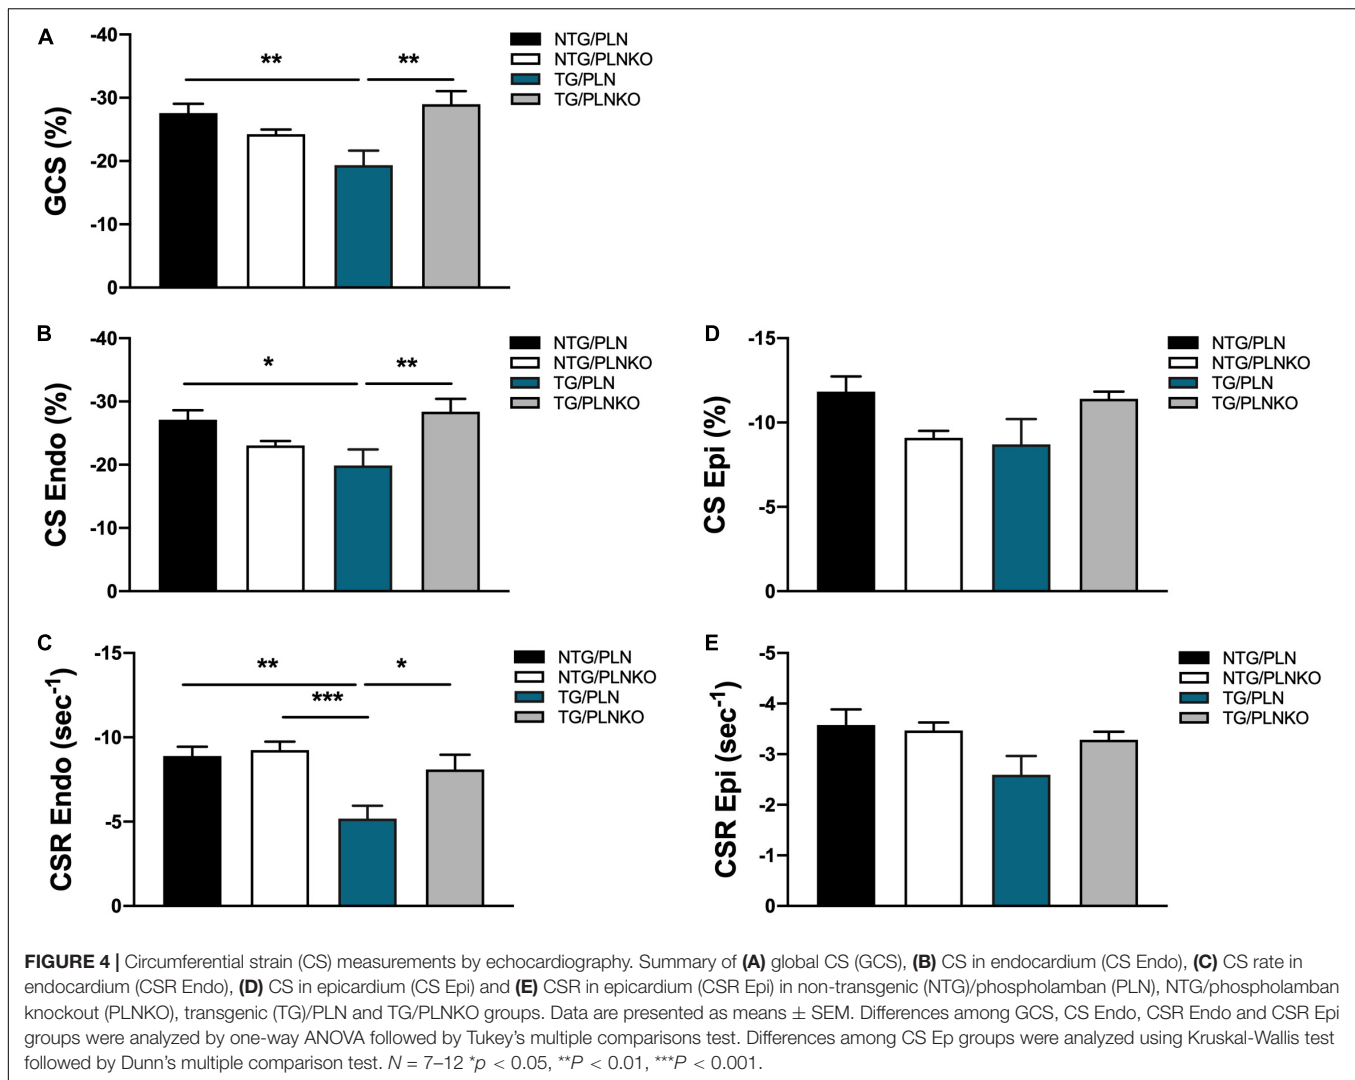 A
-40
-30
-20
-10
0
GCS (%)
**
**
NTG/PLN
NTG/PLNKO
TG/PLN
TG/PLNKO
B
-40
-30
-20
-10
0
CS Endo (%)
*
**
NTG/PLN
NTG/PLNKO
TG/PLN
TG/PLNKO
D
-15
-10
-5
0
CS Epi (%)
NTG/PLN
NTG/PLNKO
TG/PLN
TG/PLNKO
C
-15
-10
-5
0
CSR Endo (sec⁻¹)
**
*
***
NTG/PLN
NTG/PLNKO
TG/PLN
TG/PLNKO
E
-5
-4
-3
-2
-1
0
CSR Epi (sec⁻¹)
NTG/PLN
NTG/PLNKO
TG/PLN
TG/PLNKO
FIGURE 4 | Circumferential strain (CS) measurements by echocardiography. Summary of (A) global CS (GCS), (B) CS in endocardium (CS Endo), (C) CS rate in
endocardium (CSR Endo), (D) CS in epicardium (CS Epi) and (E) CSR in epicardium (CSR Epi) in non-transgenic (NTG)/phospholamban (PLN), NTG/phospholamban
knockout (PLNKO), transgenic (TG)/PLN and TG/PLNKO groups. Data are presented as means ± SEM. Differences among GCS, CS Endo, CSR Endo and CSR Epi
groups were analyzed by one-way ANOVA followed by Tukey's multiple comparisons test. Differences among CS Ep groups were analyzed using Kruskal-Wallis test
followed by Dunn's multiple comparison test. N = 7–12 *p < 0.05, **P < 0.01, ***P < 0.001.